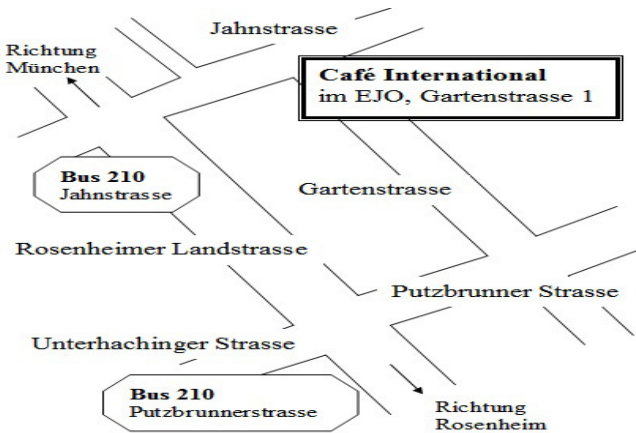 Jahnstrasse
Richtung
München
Café International
im EJO, Gartenstrasse 1
Bus 210
Jahnstrasse
Gartenstrasse
Rosenheimer Landstrasse
Putzbrunner Strasse
Unterhachinger Strasse
Bus 210
Putzbrunnerstrasse
Richtung
Rosenheim